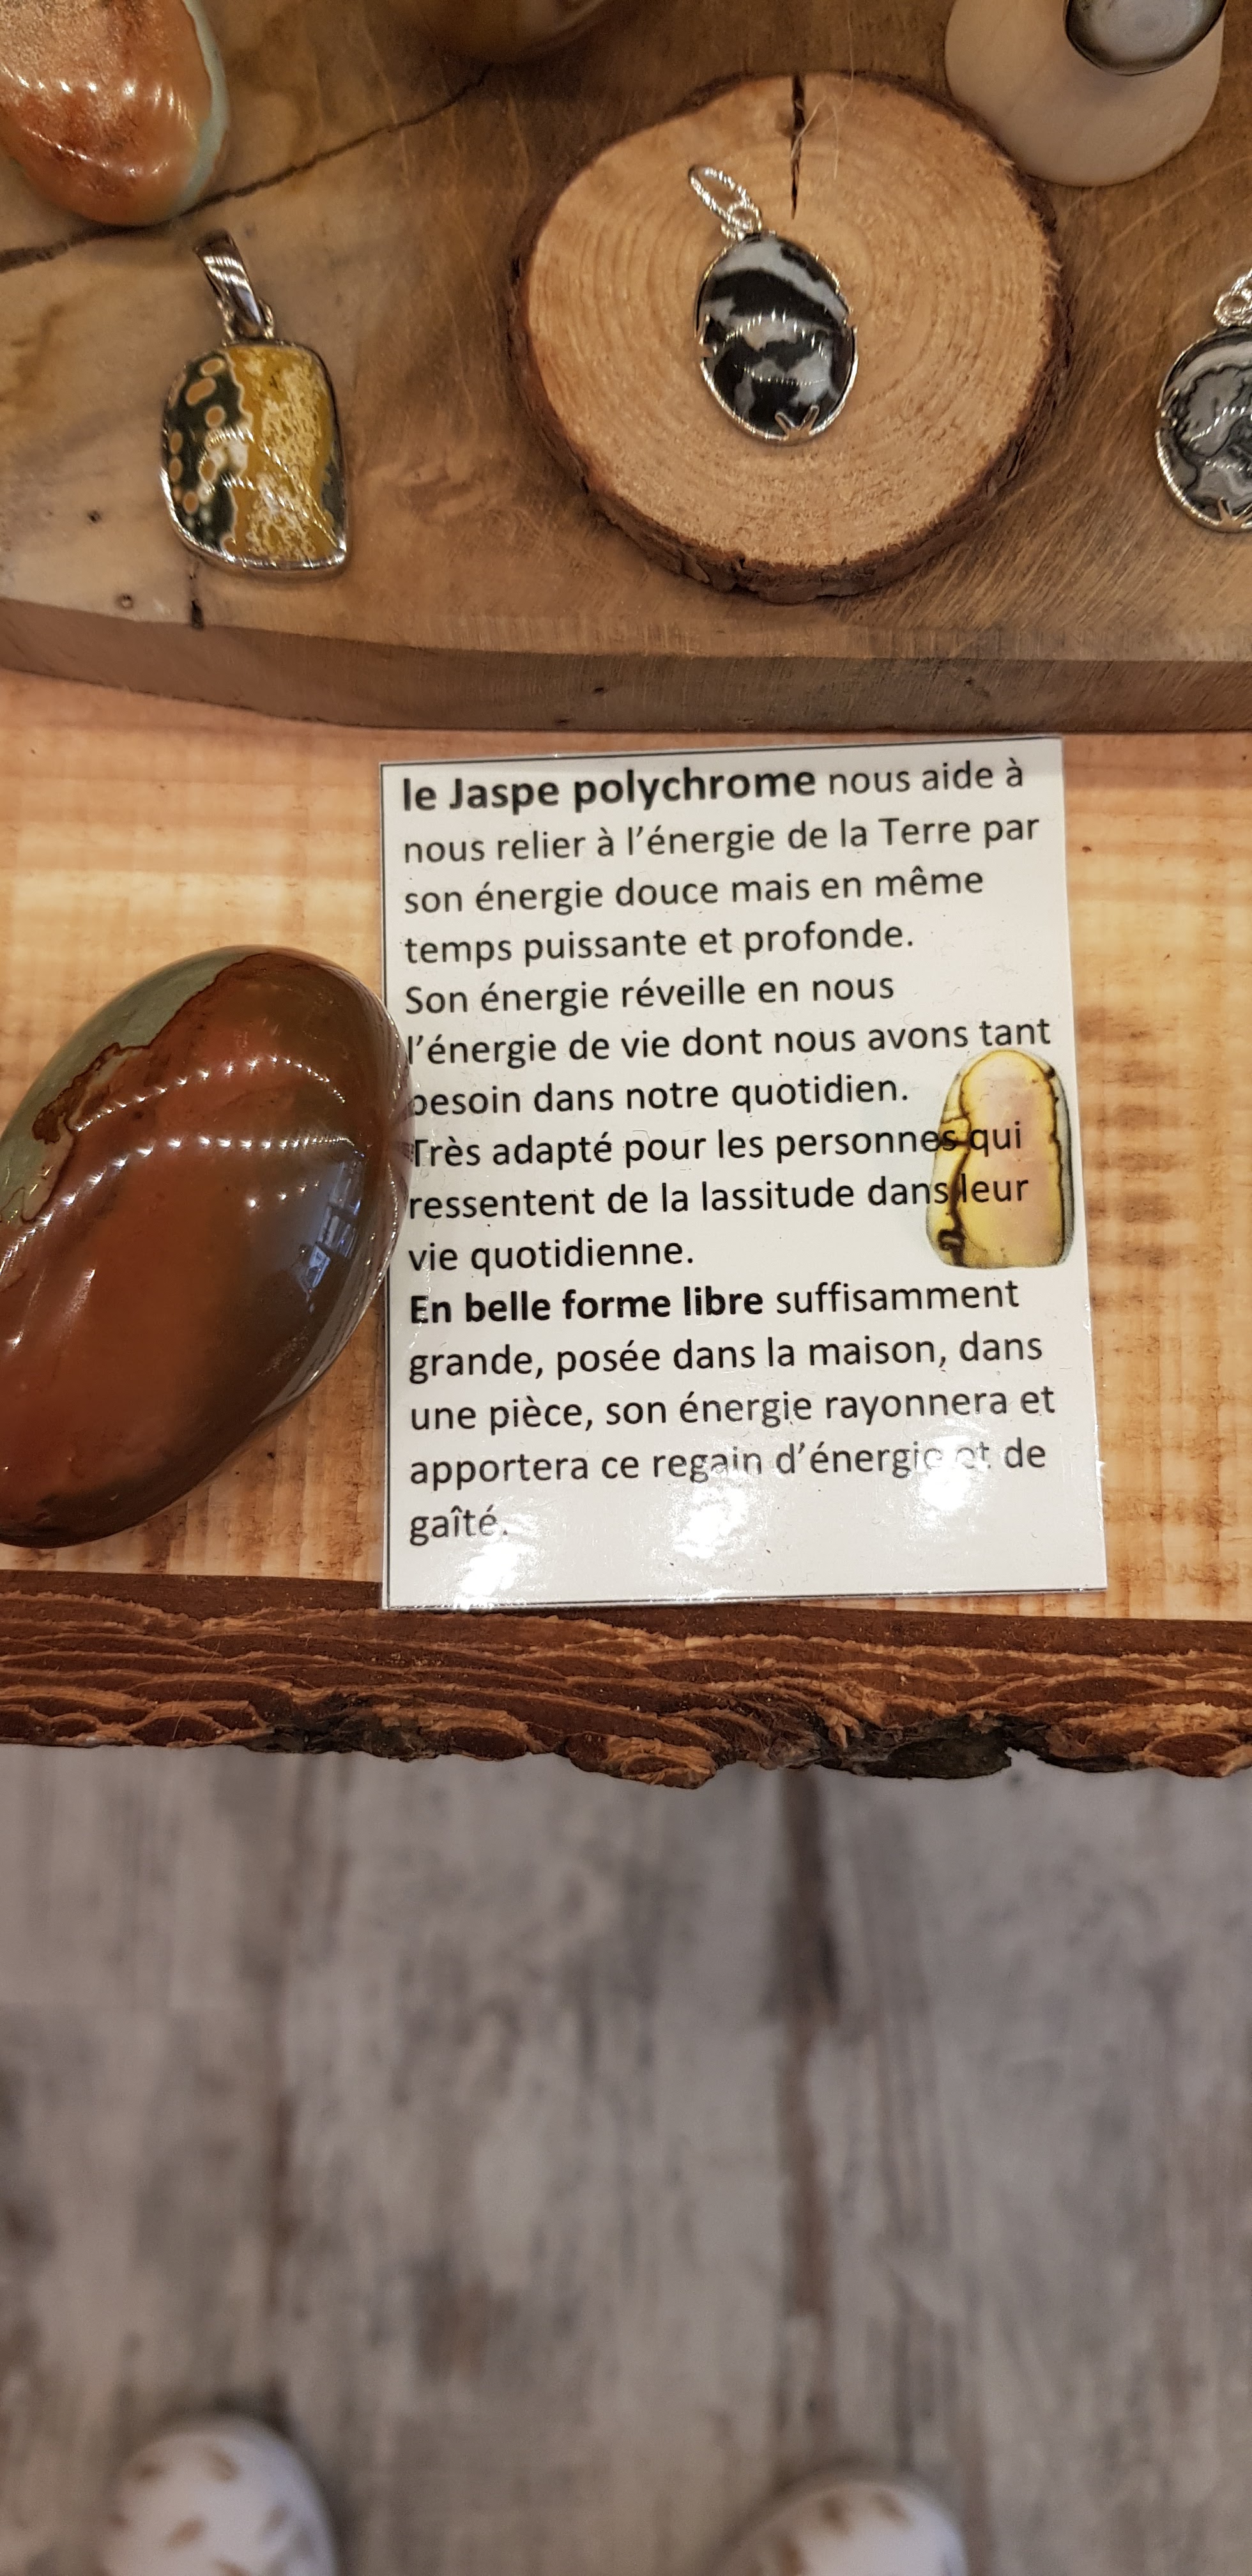 le Jaspe polychrome nous aide à
nous relier à l'énergie de la Terre par
son énergie douce mais en même
temps puissante et profonde.
Son énergie réveille en nous
l'énergie de vie dont nous avons tant
besoin dans notre quotidien.
Très adapté pour les personnes qui
ressentent de la lassitude dans leur
vie quotidienne.
En belle forme libre suffisamment
grande, posée dans la maison, dans
une pièce, son énergie rayonnera et
apportera ce regain d'énergie et de
gaîté.